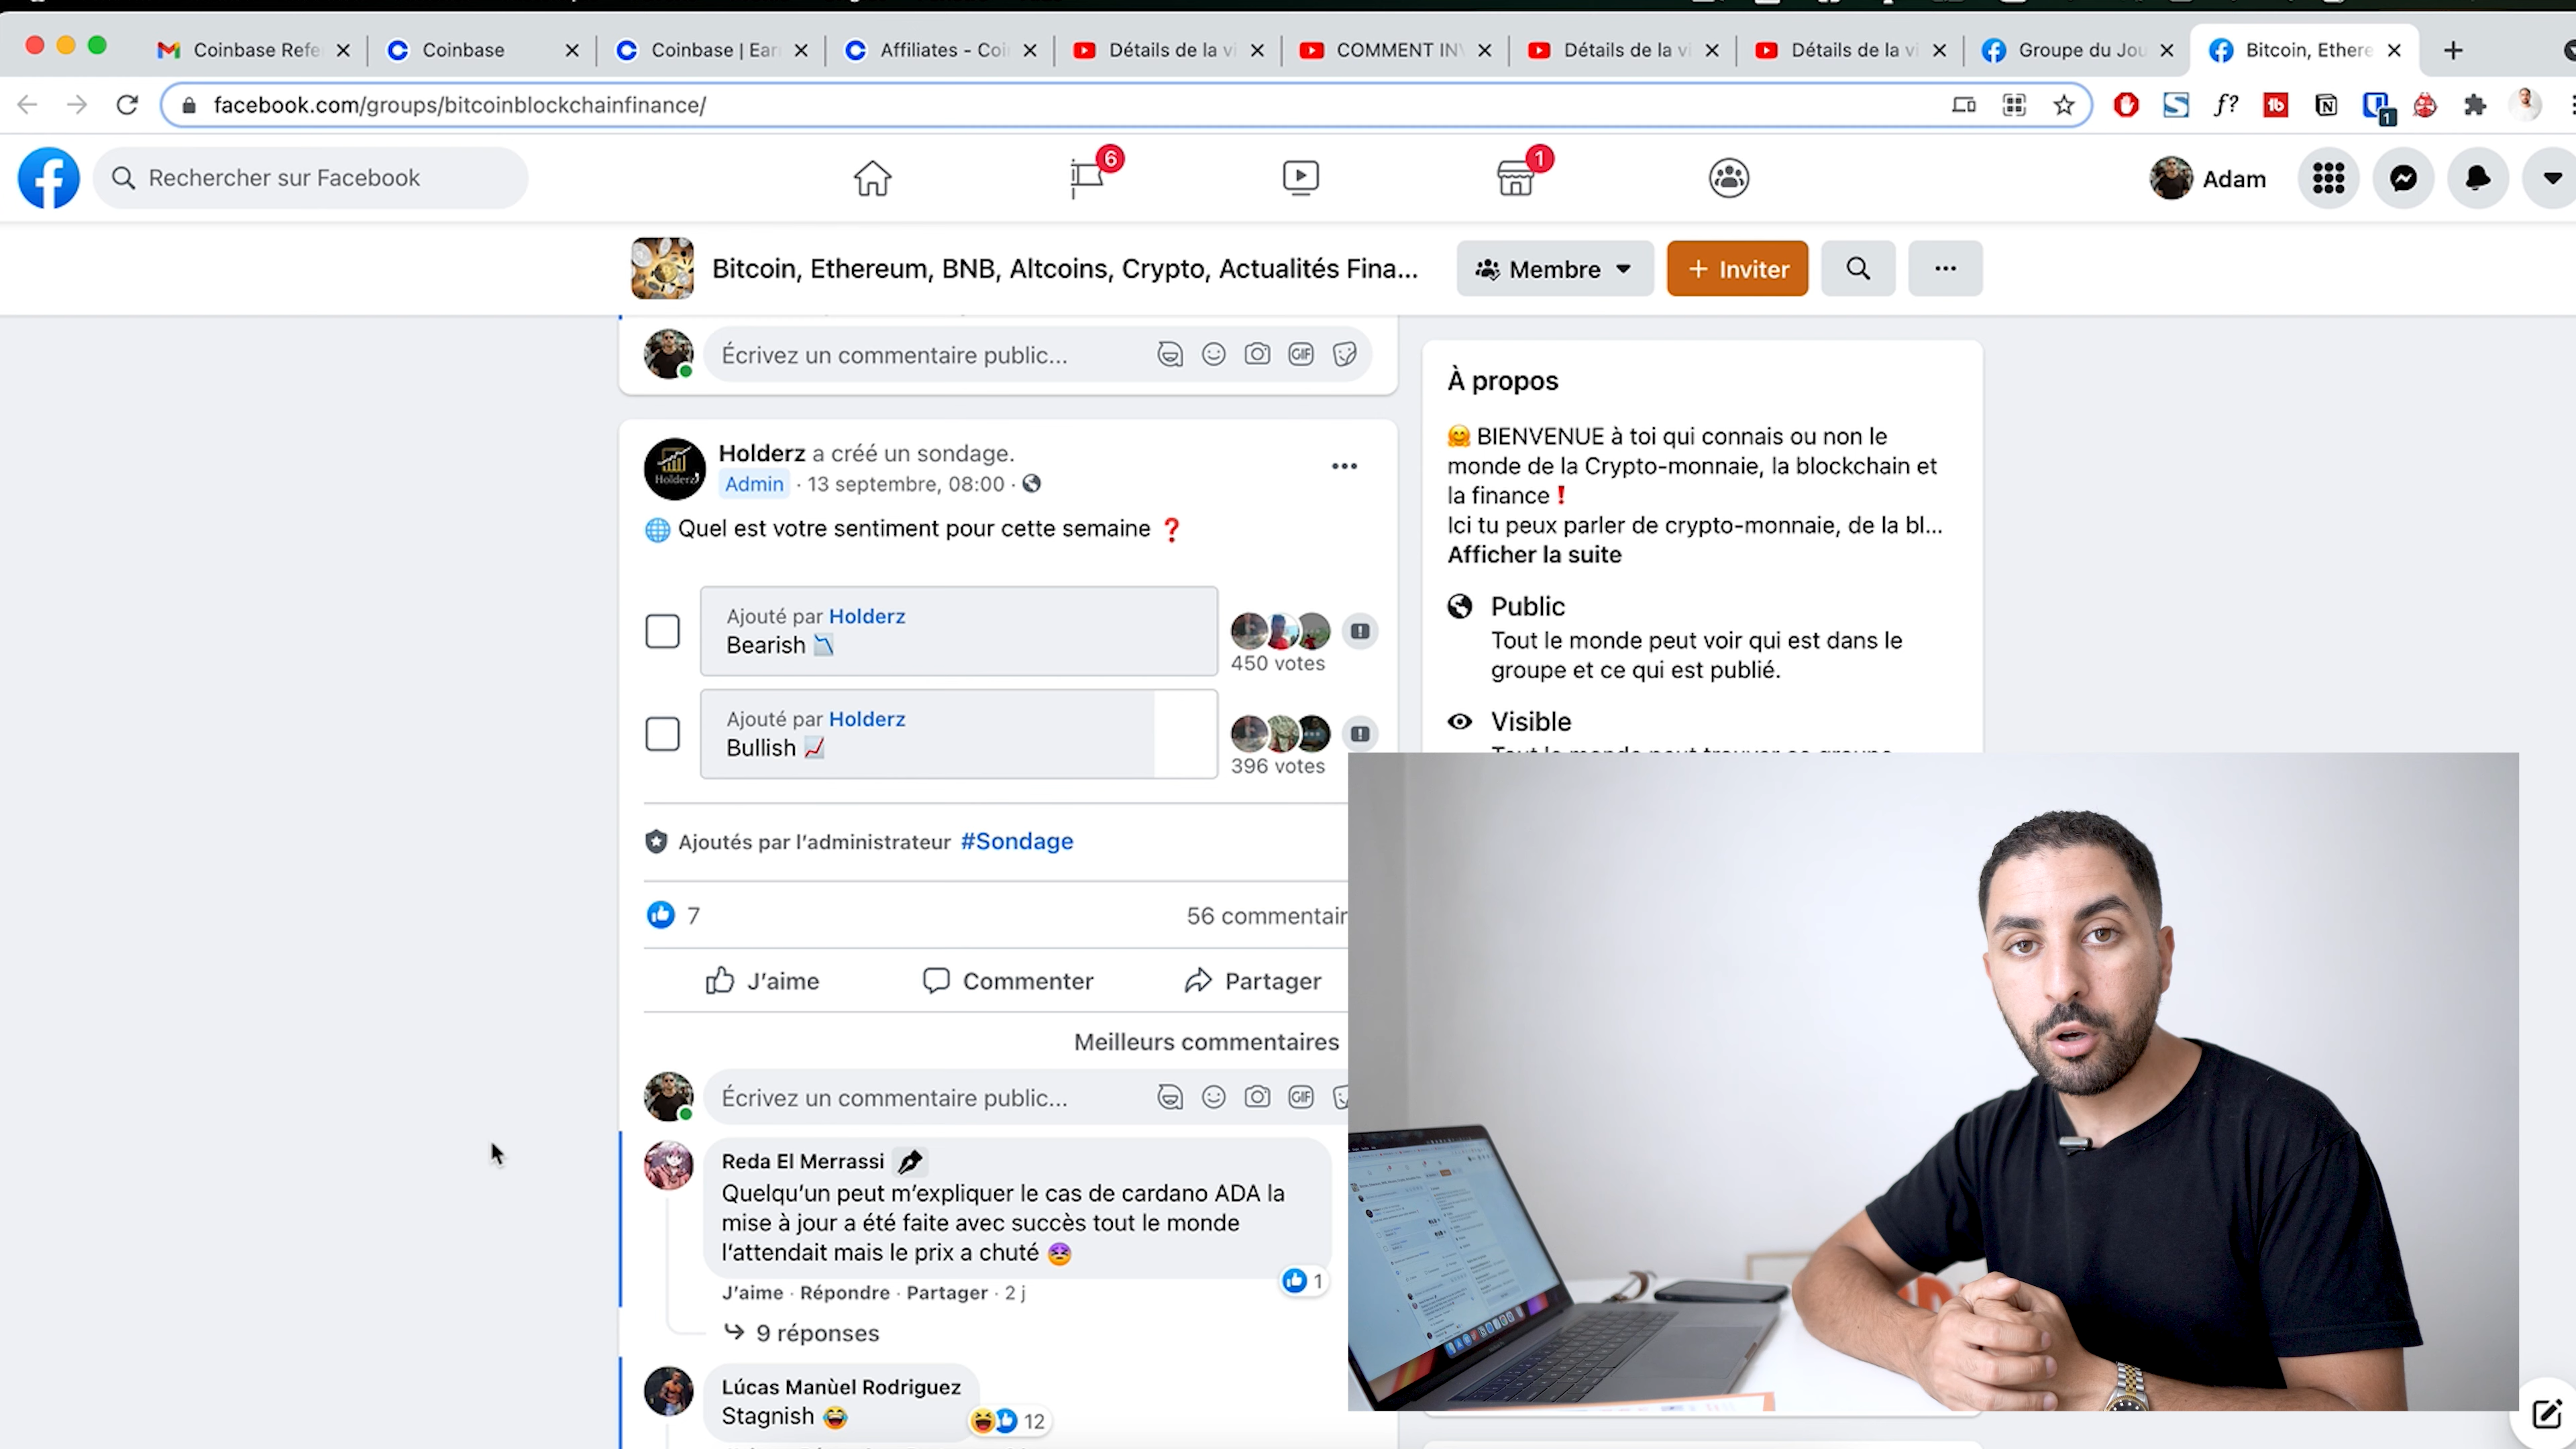 Coinbase Refe
Coinbase
Coinbase | Ear
Affiliates - Coi
Détails de la vi
COMMENT IN
Détails de la vi
Détails de la vi
Groupe du Jou
Bitcoin, Ethere
facebook.com/groups/bitcoinblockchainfinance/
1
Rechercher sur Facebook
6
1
Adam
Bitcoin, Ethereum, BNB, Altcoins, Crypto, Actualités Fina...
Membre
+ Inviter
Écrivez un commentaire public...
GIF
Holderz a créé un sondage.
Admin · 13 septembre, 08:00 ·
🌐 Quel est votre sentiment pour cette semaine ❓
Ajouté par Holderz
Bearish 📉
450 votes
Ajouté par Holderz
Bullish 📈
396 votes
Ajoutés par l'administrateur #Sondage
7
56 commentair
J'aime
Commenter
Partager
Meilleurs commentaires
Écrivez un commentaire public...
GIF
Reda El Merrassi
Quelqu'un peut m'expliquer le cas de cardano ADA la
mise à jour a été faite avec succès tout le monde
l'attendait mais le prix a chuté 😖
1
J'aime · Répondre · Partager · 2 j
9 réponses
Lúcas Manùel Rodriguez
Stagnish 😂
12
À propos
🤗 BIENVENUE à toi qui connais ou non le
monde de la Crypto-monnaie, la blockchain et
la finance ❗
Ici tu peux parler de crypto-monnaie, de la bl...
Afficher la suite
Public
Tout le monde peut voir qui est dans le
groupe et ce qui est publié.
Visible